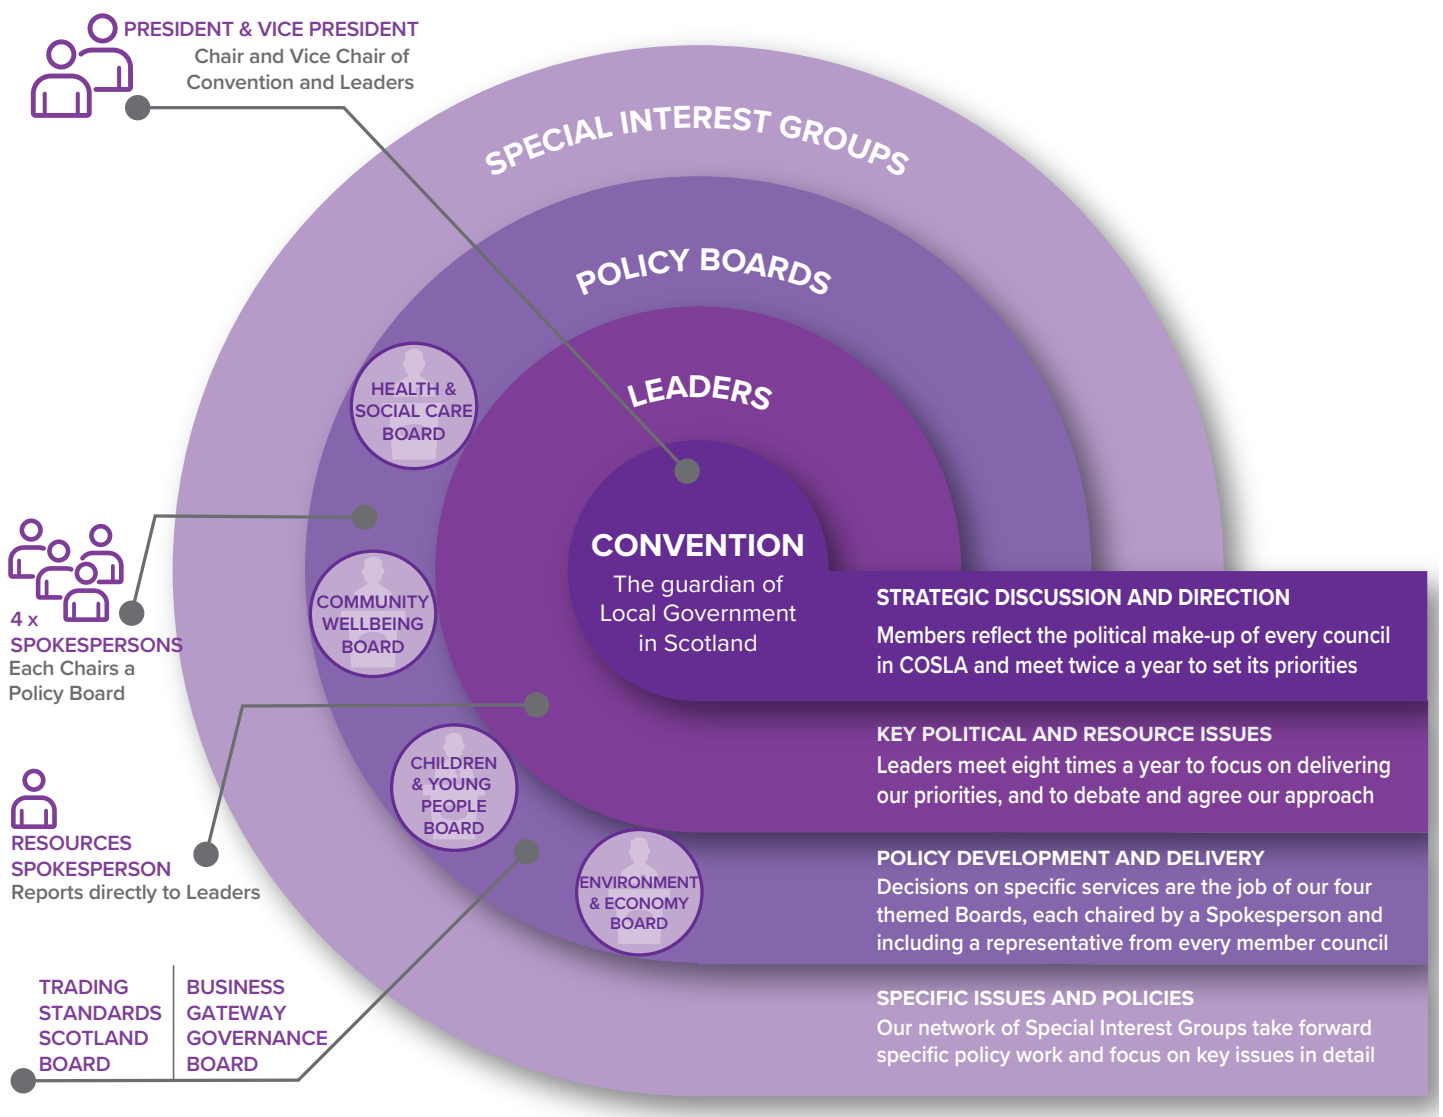 PRESIDENT & VICE PRESIDENT
Chair and Vice Chair of
Convention and Leaders
SPECIAL INTEREST GROUPS
POLICY BOARDS
LEADERS
HEALTH &
SOCIAL CARE
BOARD
CONVENTION
The guardian of
Local Government
in Scotland
4 x
SPOKESPERSONS
Each Chairs a
Policy Board
COMMUNITY
WELLBEING
BOARD
STRATEGIC DISCUSSION AND DIRECTION
Members reflect the political make-up of every council
in COSLA and meet twice a year to set its priorities
KEY POLITICAL AND RESOURCE ISSUES
Leaders meet eight times a year to focus on delivering
our priorities, and to debate and agree our approach
CHILDREN
& YOUNG
PEOPLE
BOARD
RESOURCES
SPOKESPERSON
Reports directly to Leaders
ENVIRONMENT
& ECONOMY
BOARD
POLICY DEVELOPMENT AND DELIVERY
Decisions on specific services are the job of our four
themed Boards, each chaired by a Spokesperson and
including a representative from every member council
TRADING
STANDARDS
SCOTLAND
BOARD
BUSINESS
GATEWAY
GOVERNANCE
BOARD
SPECIFIC ISSUES AND POLICIES
Our network of Special Interest Groups take forward
specific policy work and focus on key issues in detail